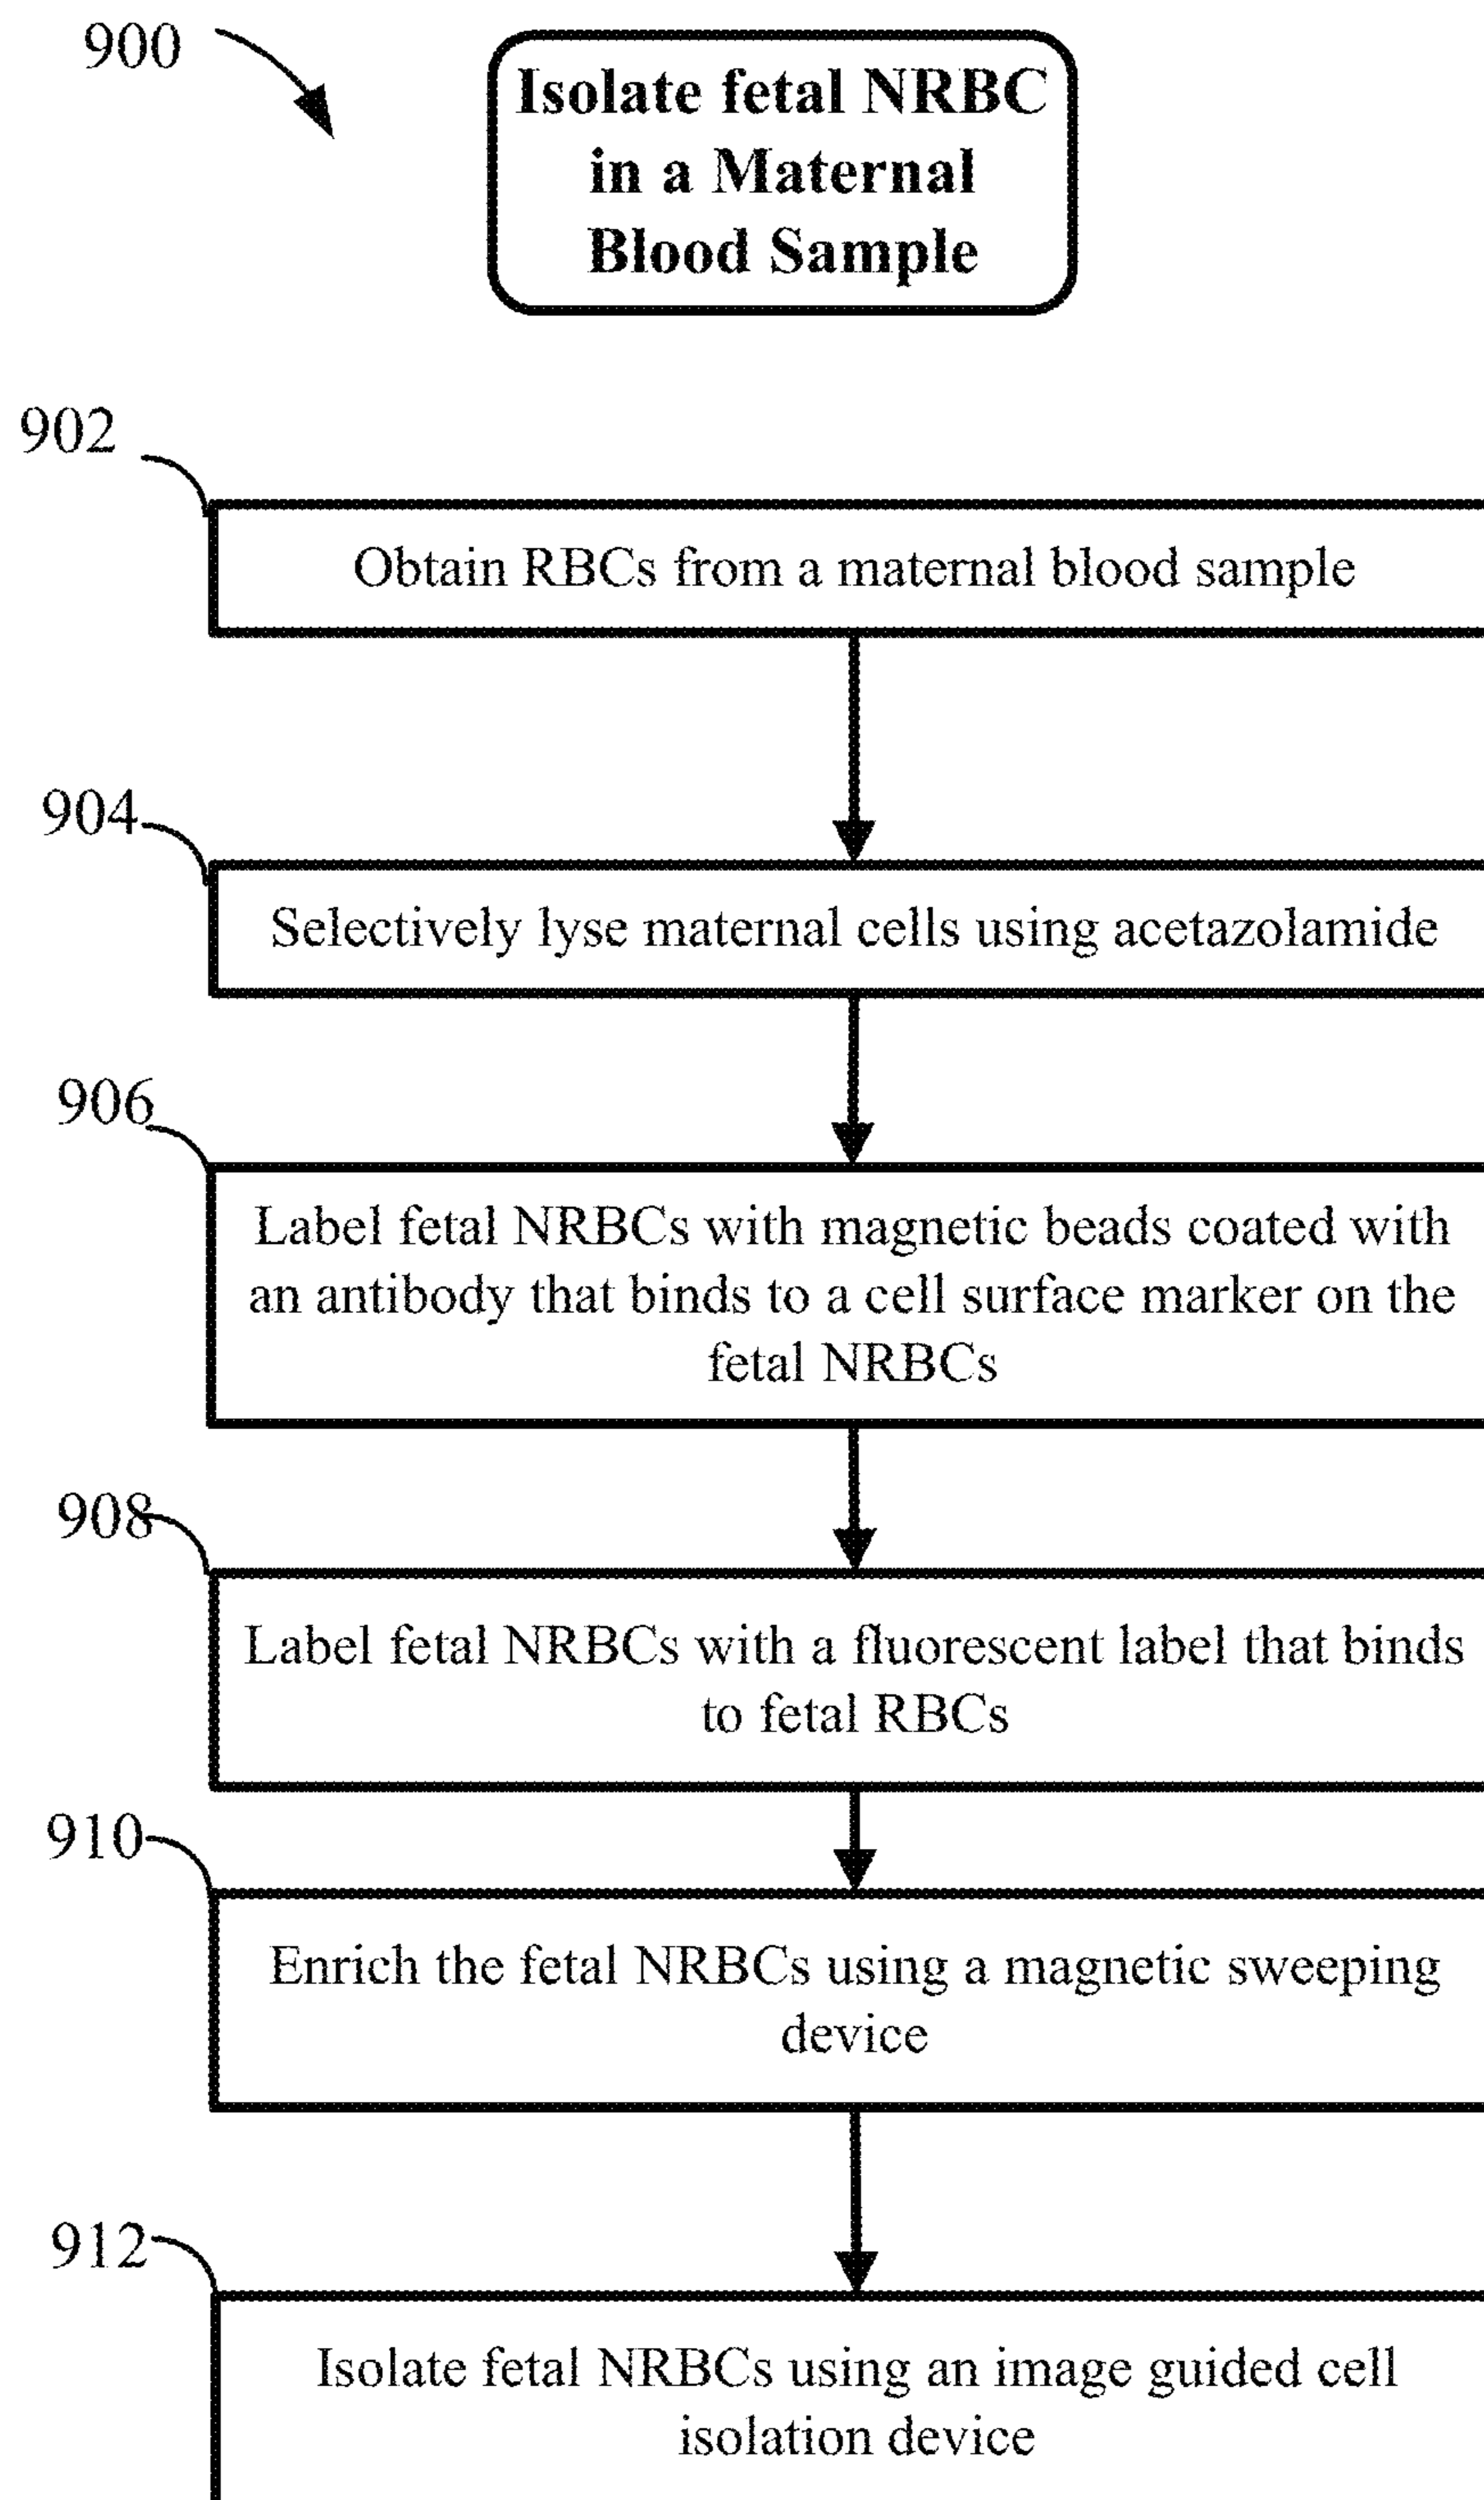 900
Isolate fetal NRBC
in a Maternal
Blood Sample
902
Obtain RBCs from a maternal blood sample
904
Selectively lyse maternal cells using acetazolamide
906
Label fetal NRBCs with magnetic beads coated with
an antibody that binds to a cell surface marker on the
fetal NRBCs
908
Label fetal NRBCs with a fluorescent label that binds
to fetal RBCs
910
Enrich the fetal NRBCs using a magnetic sweeping
device
912
Isolate fetal NRBCs using an image guided cell
isolation device